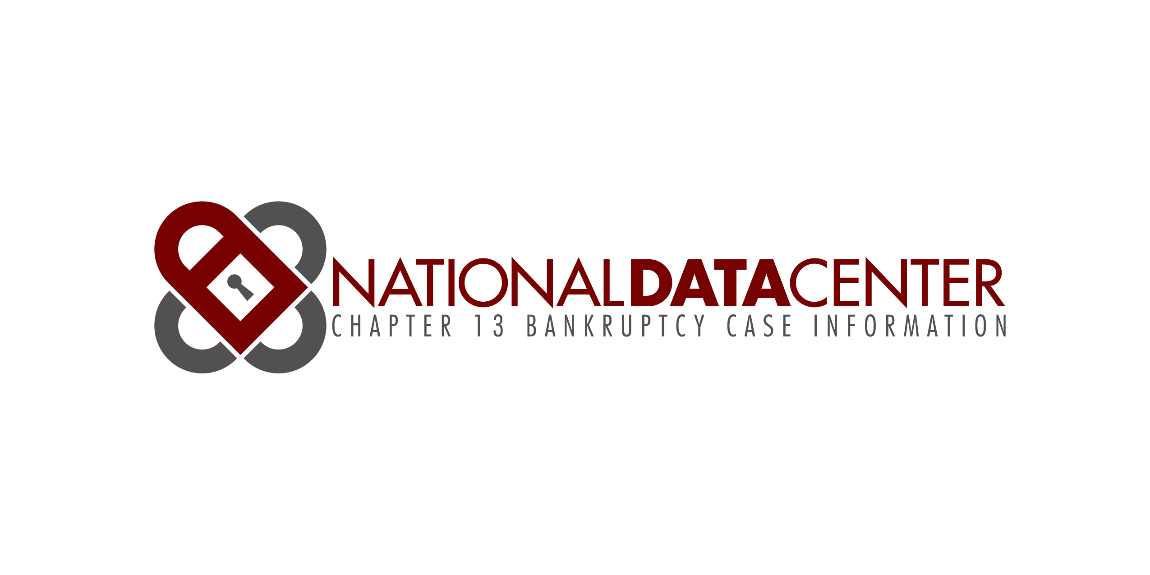 NATIONALDATACENTER
CHAPTER 13 BANKRUPTCY CASE INFORMATION